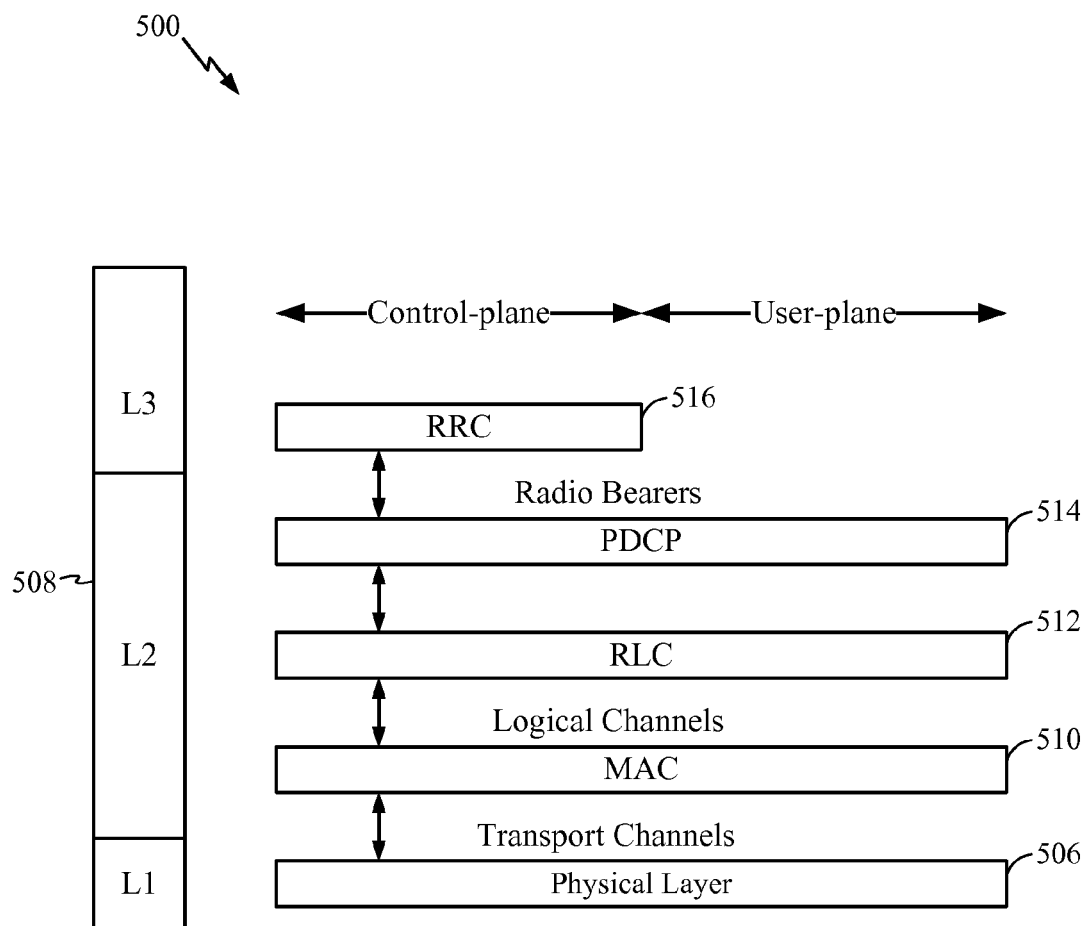 500
Control-plane User-plane
L3
516
RRC
Radio Bearers
514
PDCP
508
512
L2
RLC
Logical Channels
510
MAC
Transport Channels
506
L1
Physical Layer